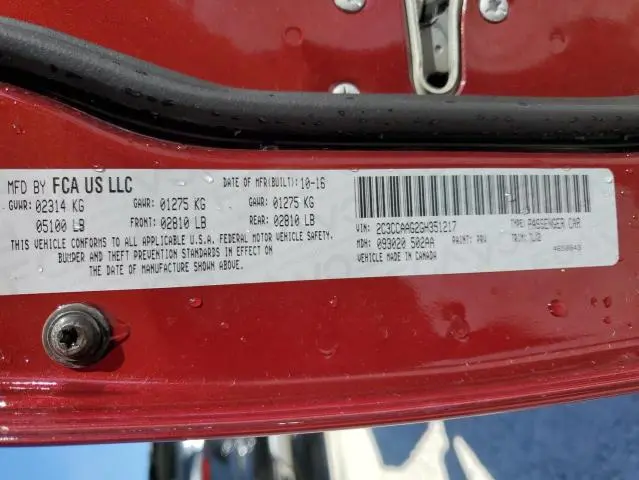 MFD BY FCA US LLC
DATE OF MFR(BUILT): 10-16
GVWR: 02314 KG
GAWR: 01275 KG
GAWR: 01275 KG
05100 LB
FRONT: 02810 LB
REAR: 02810 LB
THIS VEHICLE CONFORMS TO ALL APPLICABLE U.S.A. FEDERAL MOTOR VEHICLE SAFETY,
BUMPER AND THEFT PREVENTION STANDARDS IN EFFECT ON
THE DATE OF MANUFACTURE SHOWN ABOVE.
VIN: 2C3CCAAG2GH351217
TYPE: PASSENGER CAR
MDH: 093020 502AA
PAINT: PRV
TRIM:
VEHICLE MADE IN CANADA